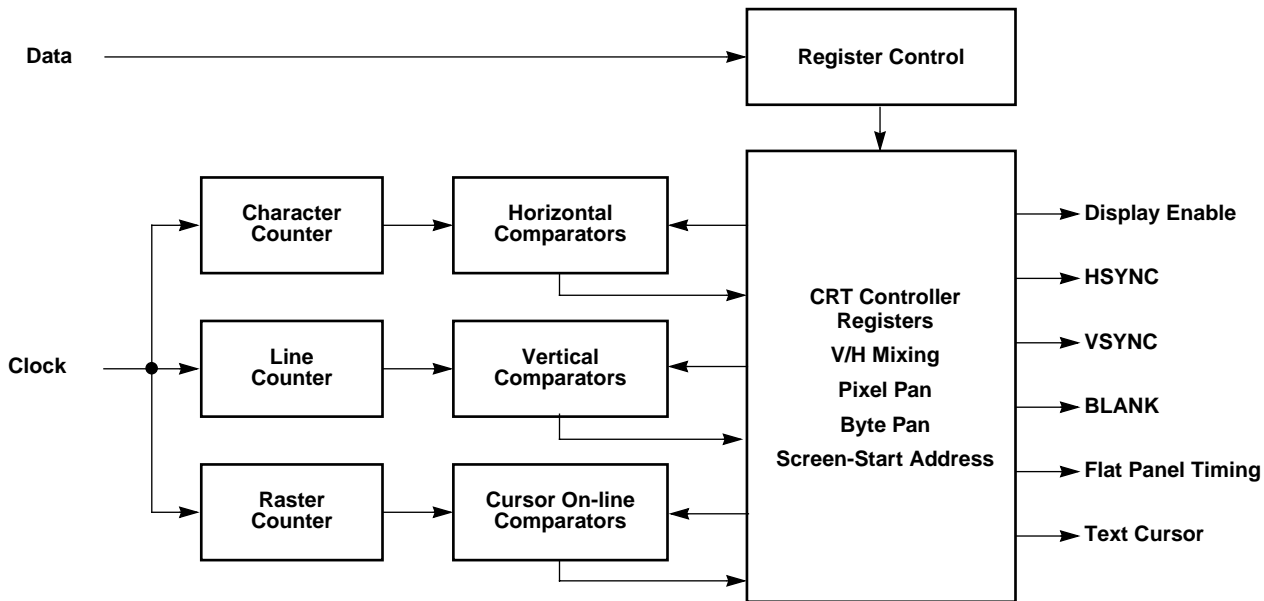 Data
Register Control
Character
Counter
Horizontal
Comparators
Display Enable
HSYNC
CRT Controller
Registers
V/H Mixing
Pixel Pan
Byte Pan
Screen-Start Address
Clock
Line
Counter
Vertical
Comparators
VSYNC
BLANK
Raster
Counter
Cursor On-line
Comparators
Flat Panel Timing
Text Cursor